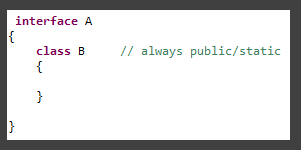 interface A
{
class B // always public/static
{
}
}